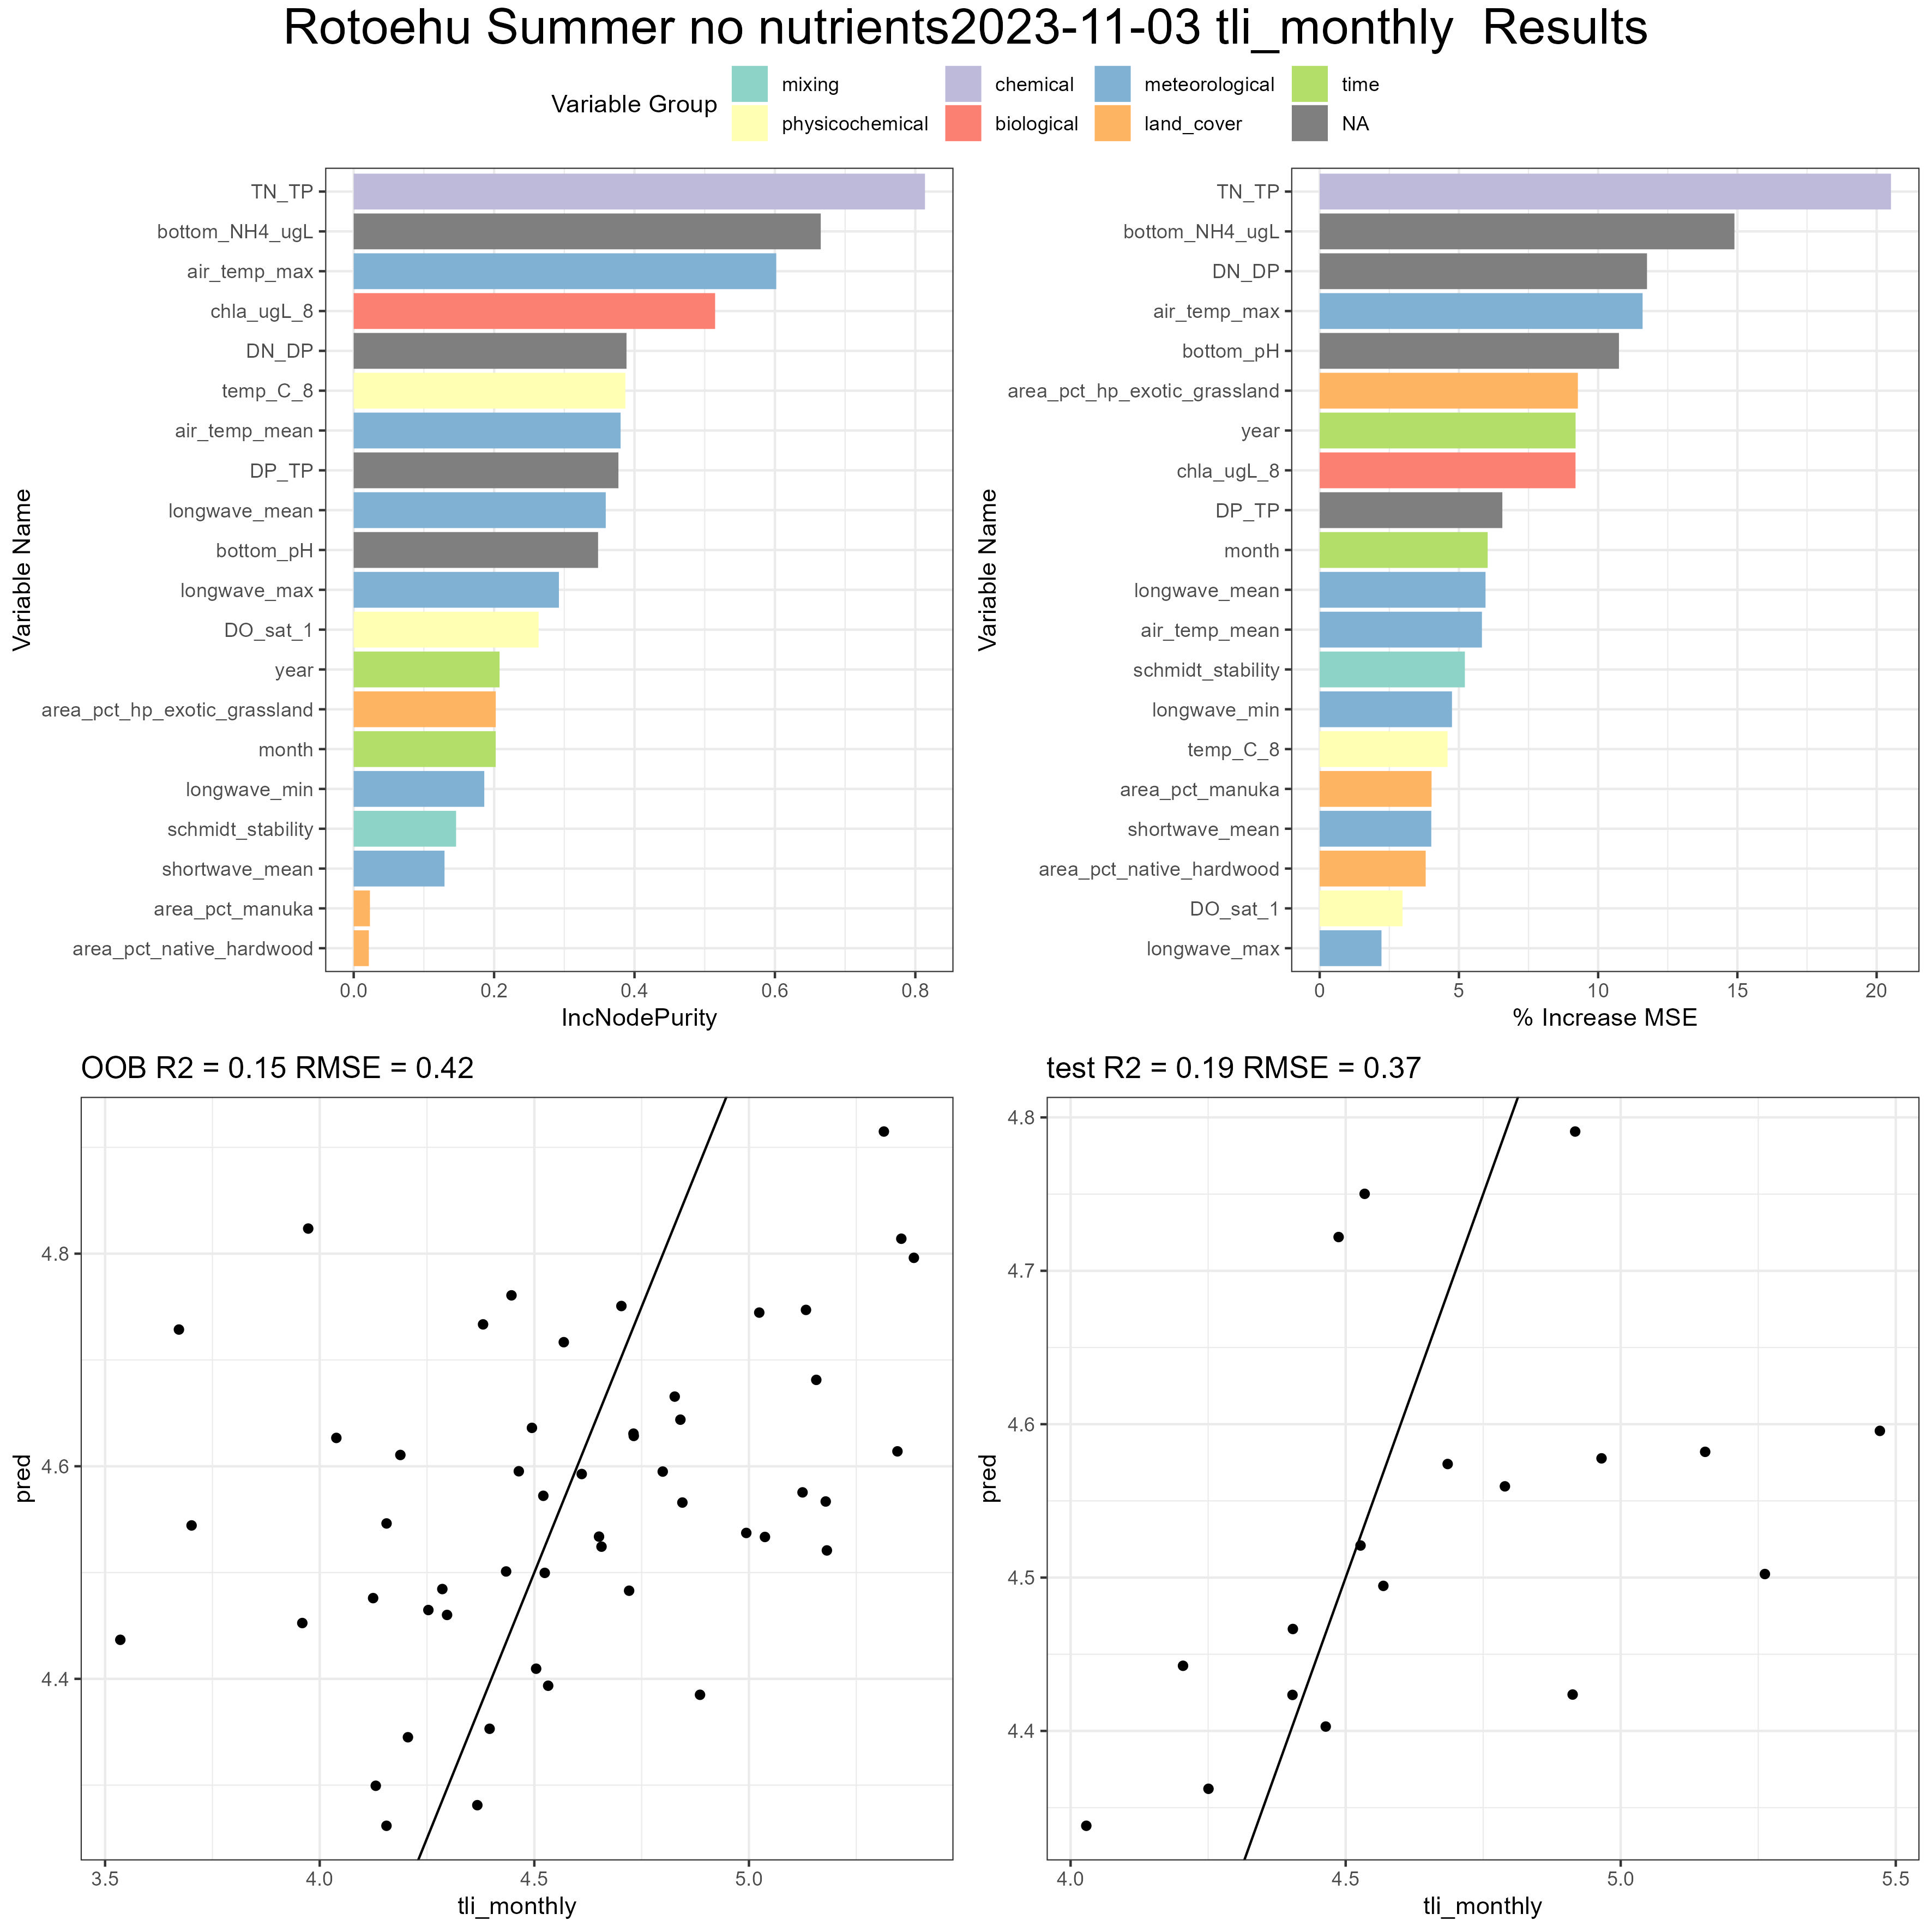 Rotoehu Summer no nutrients2023-11-03 tli_monthly  Results
Variable Group
mixing
chemical
meteorological
time
physicochemical
biological
land_cover
NA
Variable Name
TN_TP
bottom_NH4_ugL
air_temp_max
chla_ugL_8
DN_DP
temp_C_8
air_temp_mean
DP_TP
longwave_mean
bottom_pH
longwave_max
DO_sat_1
year
area_pct_hp_exotic_grassland
month
longwave_min
schmidt_stability
shortwave_mean
area_pct_manuka
area_pct_native_hardwood
0.0 0.2 0.4 0.6 0.8
IncNodePurity
Variable Name
TN_TP
bottom_NH4_ugL
DN_DP
air_temp_max
bottom_pH
area_pct_hp_exotic_grassland
year
chla_ugL_8
DP_TP
month
longwave_mean
air_temp_mean
schmidt_stability
longwave_min
temp_C_8
area_pct_manuka
shortwave_mean
area_pct_native_hardwood
DO_sat_1
longwave_max
0 5 10 15 20
% Increase MSE
OOB R2 = 0.15 RMSE = 0.42
pred
4.8
4.6
4.4
3.5 4.0 4.5 5.0
tli_monthly
test R2 = 0.19 RMSE = 0.37
pred
4.8
4.7
4.6
4.5
4.4
4.0 4.5 5.0 5.5
tli_monthly